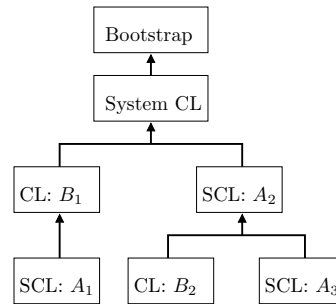 Bootstrap
System CL
CL: B₁
SCL: A₂
SCL: A₁
CL: B₂
SCL: A₃